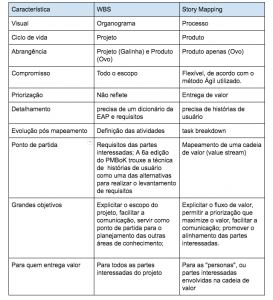 Característica WBS Story Mapping
Visual Organograma Processo
Ciclo de vida Projeto Produto
Abrangência Projeto (Galinha) e Produto Produto apenas (Ovo)
(Ovo)
Compromisso Todo o escopo Flexível, de acordo com o
método Ágil utilizado.
Priorização Não reflete Entrega de valor
Detalhamento precisa de um dicionário da precisa de histórias de
EAP e requisitos usuário
Evolução pós mapeamento Definição das atividades task breakdown
Ponto de partida Requisitos das partes Mapeamento de uma cadeia
interessadas; A 6a edição de valor (value stream)
do PMBoK trouxe a técnica
de histórias de usuário
como uma das alternativas
para realizar o levantamento
de requisitos
Grandes objetivos Explicitar o escopo do Explicitar o fluxo de valor,
projeto, facilitar a permitir a priorização que
comunicação, servir como maximize o valor, facilitar a
ponto de partida para o comunicação; promover o
planejamento das outras alinhamento das partes
áreas de conhecimento; interessadas.
Para quem entrega valor Para todos as partes Para as "personas", ou
interessadas do projeto partes interessadas
envolvidas na cadeia de
valor